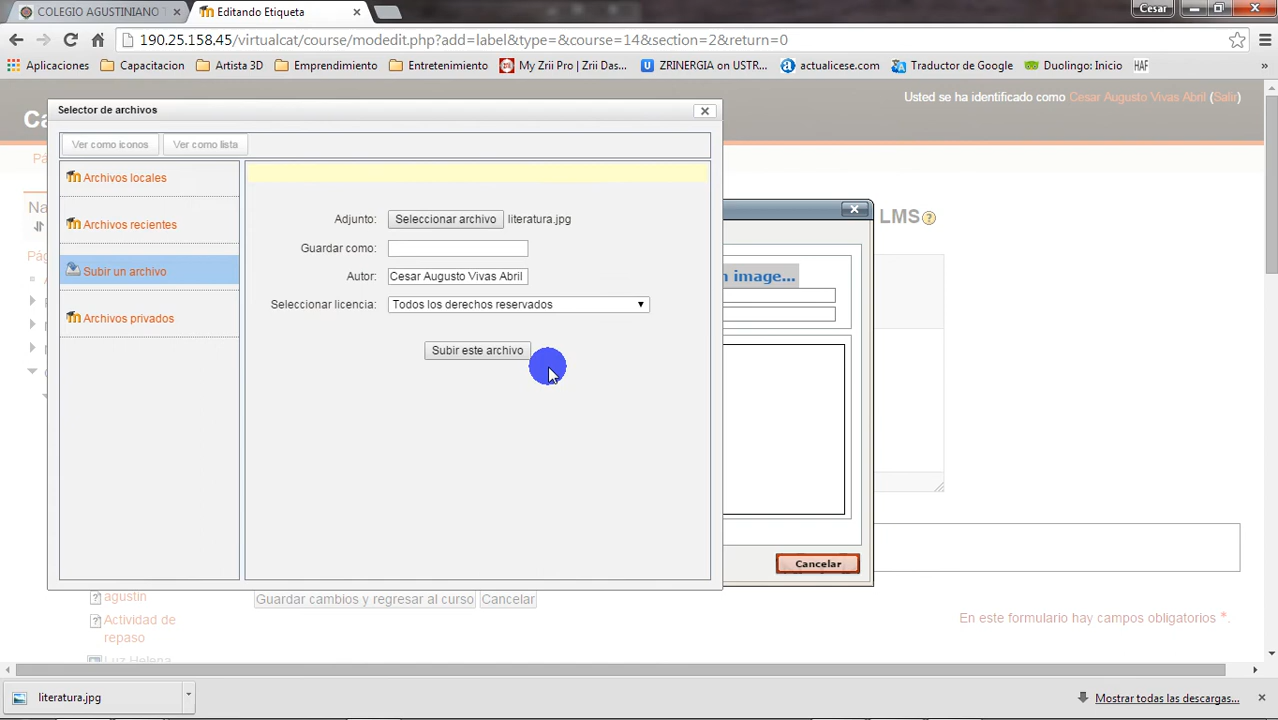 COLEGIO AGUSTINIANO T
Editando Etiqueta
Cesar
190.25.158.45/virtualcat/course/modedit.php?add=label&type=&course=14&section=2&return=0
Aplicaciones Capacitacion Artista 3D Emprendimiento Entretenimiento My Zrii Pro | Zrii Das... ZRINERGIA on USTR... actualicese.com Traductor de Google Duolingo: Inicio HAF »
Usted se ha identificado como Cesar Augusto Vivas Abril (Salir)
Selector de archivos
Ver como iconos Ver como lista
Archivos locales
Archivos recientes
Subir un archivo
Archivos privados
Adjunto: Seleccionar archivo literatura.jpg
Guardar como:
Autor: Cesar Augusto Vivas Abril
Seleccionar licencia: Todos los derechos reservados
Subir este archivo
LMS
image...
Cancelar
agustin
Actividad de
repaso
Luz Helena
Guardar cambios y regresar al curso Cancelar
En este formulario hay campos obligatorios *.
literatura.jpg
Mostrar todas las descargas...